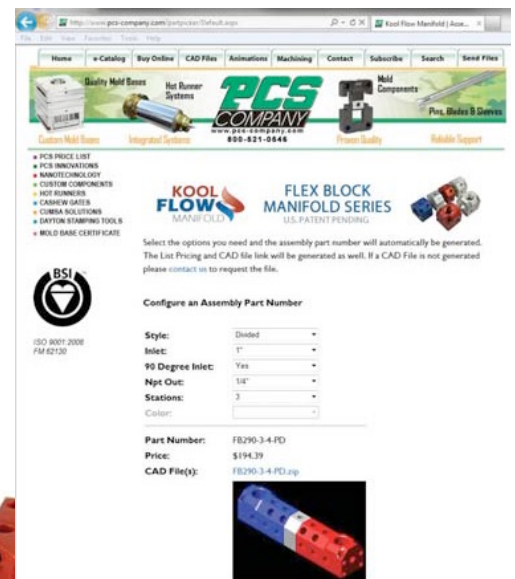 http://www.pcs-company.com/partpicear/Default.aspx
Kool Flow Manifold | Asse...
File Edit View Favorites Tools Help
Home e-Catalog Buy Online CAD Files Animations Machining Contact Subscribe Search Send Files
Quality Mold Bases
Hot Runner Systems
PCS COMPANY
Mold Components
Pins, Blades & Sleeves
www.pcs-company.com
Custom Mold Bases Integrated Systems 800-521-0546 Proven Quality Reliable Support
PCS PRICE LIST
PCS INNOVATIONS
NANOTECHNOLOGY
CUSTOM COMPONENTS
HOT RUNNERS
CASHEW GATES
CUMSA SOLUTIONS
DAYTON STAMPING TOOLS
MOLD BASE CERTIFICATE
BSI
ISO 9001:2008
FM 62130
KOOL FLOW MANIFOLD
FLEX BLOCK
MANIFOLD SERIES
U.S. PATENT PENDING
Select the options you need and the assembly part number will automatically be generated.
The List Pricing and CAD file link will be generated as well. If a CAD File is not generated
please contact us to request the file.
Configure an Assembly Part Number
Style: Divided
Inlet: 1"
90 Degree Inlet: Yes
Npt Out: 1/4"
Stations: 3
Color:
Part Number: FB290-3-4-PD
Price: $194.39
CAD File(s): FB290-3-4-PD.zip